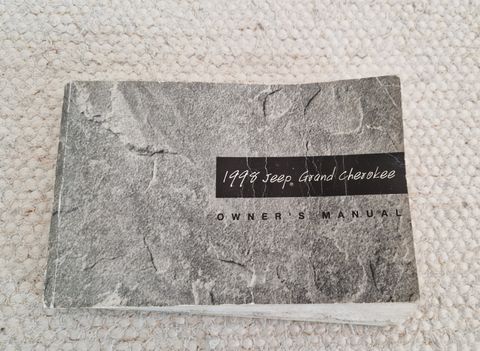 1998 Jeep® Grand Cherokee
OWNER'S MANUAL